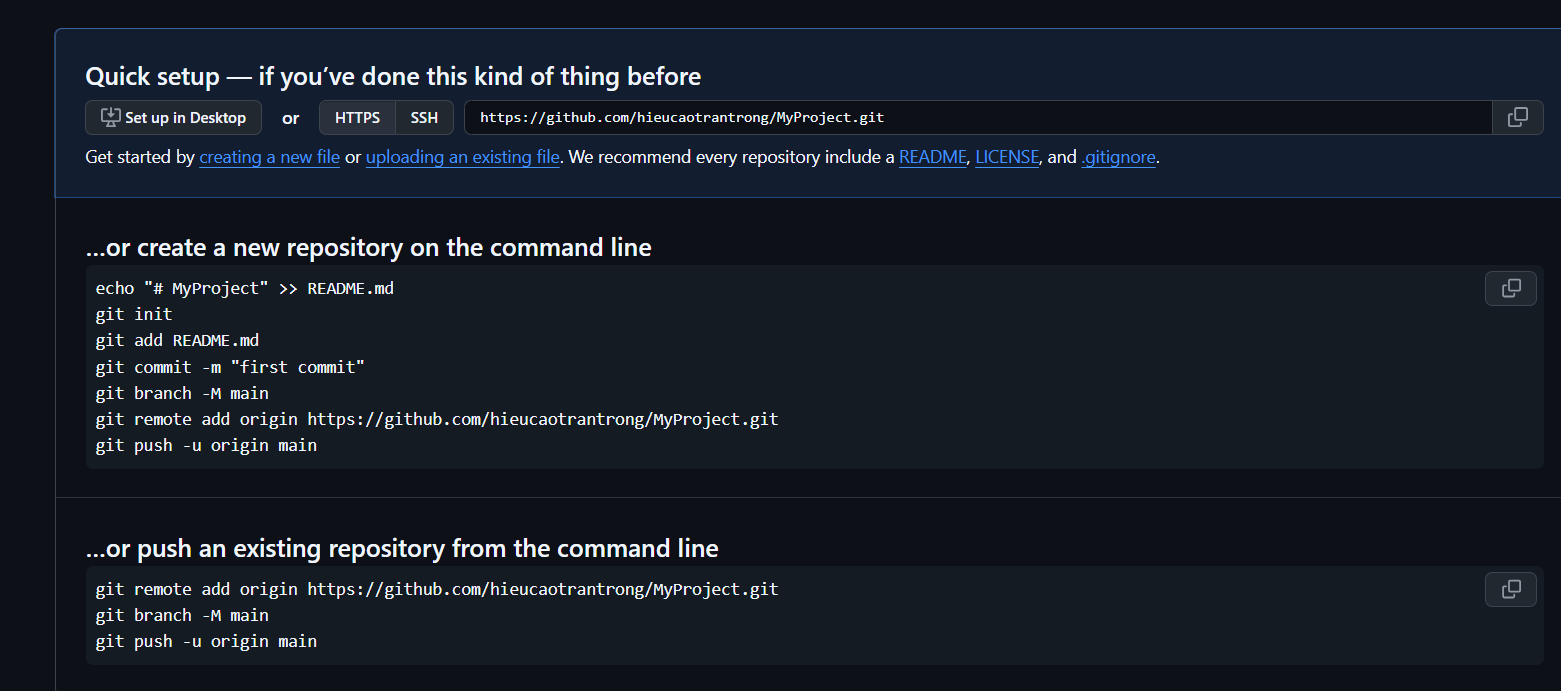 Quick setup — if you’ve done this kind of thing before
Set up in Desktop or HTTPS SSH https://github.com/hieucaotrantrong/MyProject.git
Get started by creating a new file or uploading an existing file. We recommend every repository include a README, LICENSE, and .gitignore.
…or create a new repository on the command line
echo "# MyProject" >> README.md
git init
git add README.md
git commit -m "first commit"
git branch -M main
git remote add origin https://github.com/hieucaotrantrong/MyProject.git
git push -u origin main
…or push an existing repository from the command line
git remote add origin https://github.com/hieucaotrantrong/MyProject.git
git branch -M main
git push -u origin main